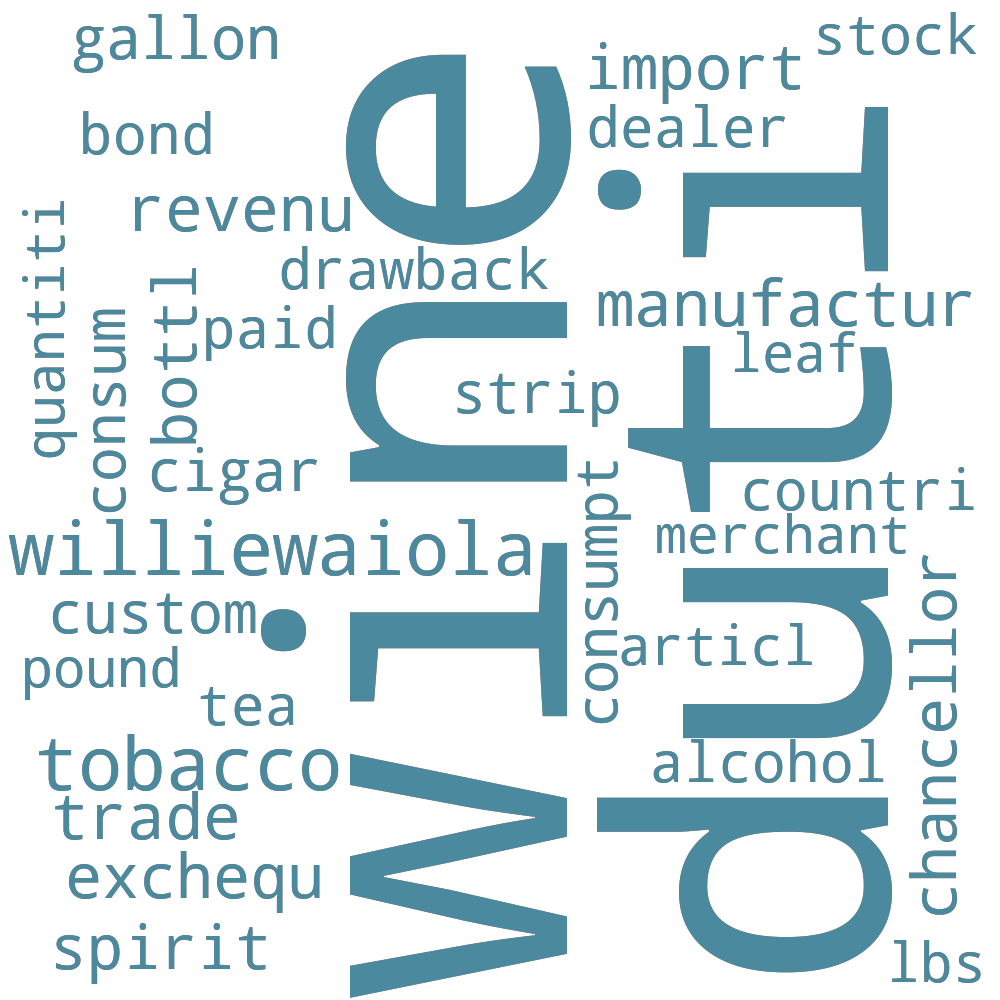 gallon
stock
import
bond
dealer
revenu
quantiti
drawback
manufactur
consum
bottl
paid
leaf
strip
cigar
wine
duti
countri
merchant
williewaiola
consumpt
custom
articl
pound
tea
chancellor
tobacco
alcohol
trade
exchequ
spirit
lbs